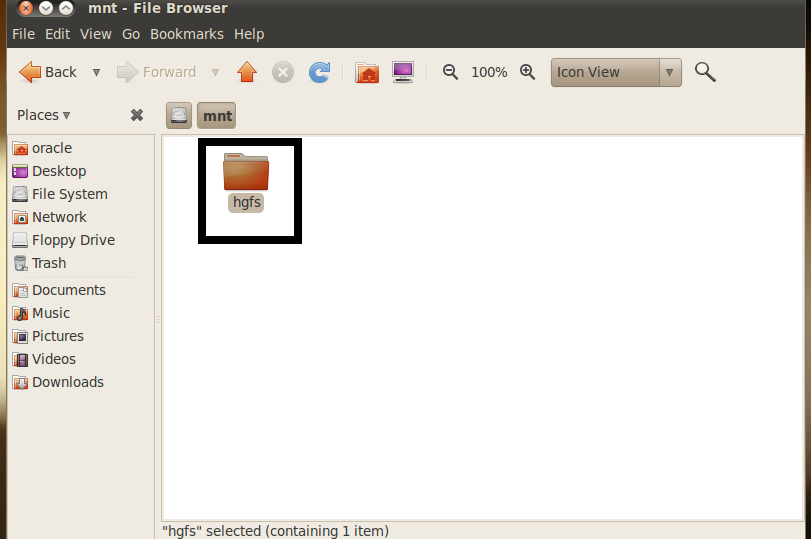 mnt - File Browser
File Edit View Go Bookmarks Help
Back Forward 100% Icon View
Places mnt
oracle
Desktop
File System
Network
Floppy Drive
Trash
Documents
Music
Pictures
Videos
Downloads
hgfs
"hgfs" selected (containing 1 item)